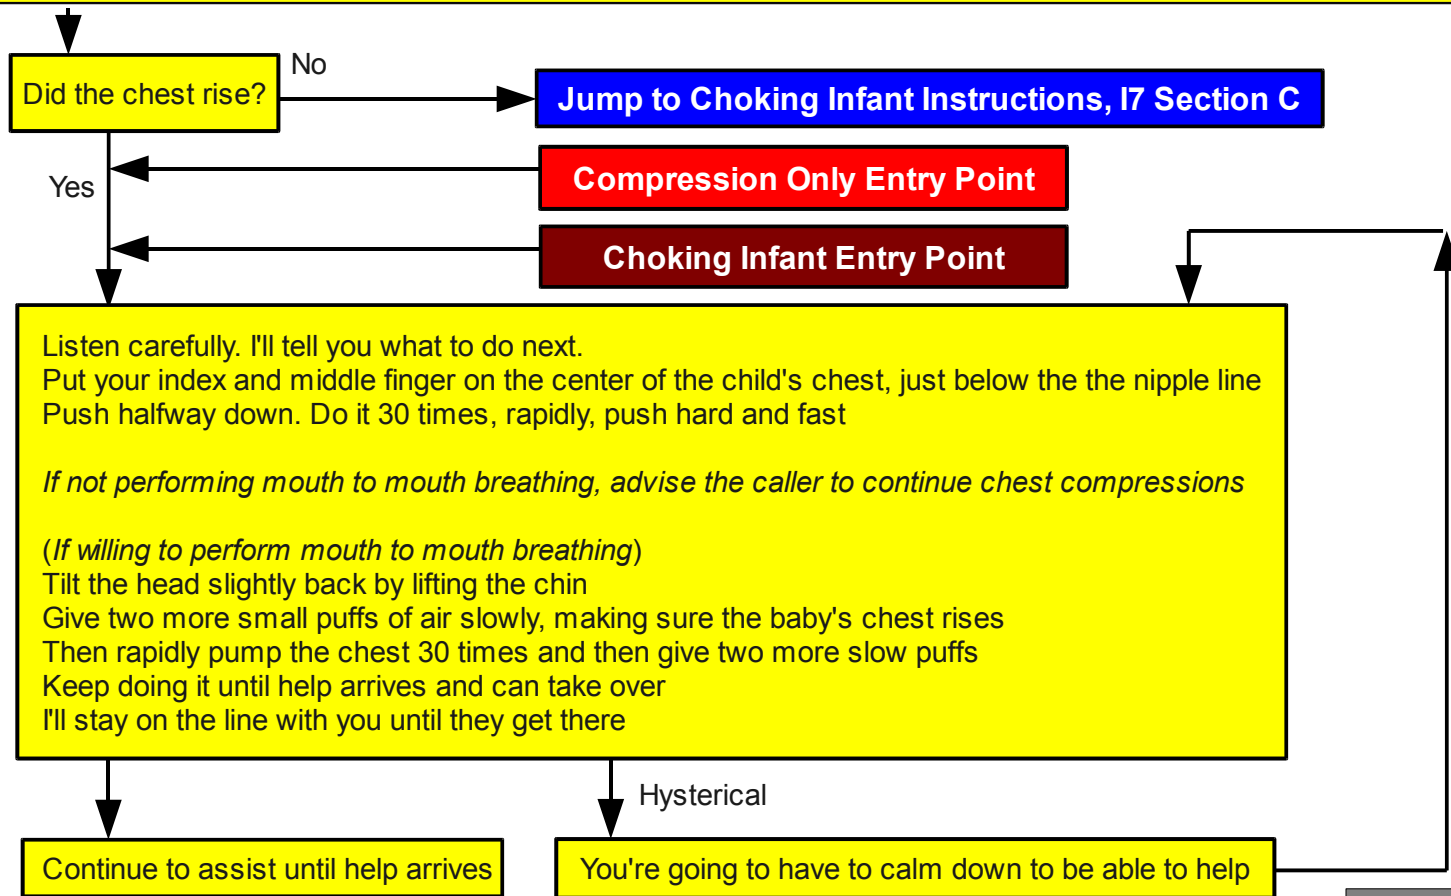 Did the chest rise?
No
Jump to Choking Infant Instructions, I7 Section C
Compression Only Entry Point
Yes
Choking Infant Entry Point
Listen carefully. I'll tell you what to do next.
Put your index and middle finger on the center of the child's chest, just below the the nipple line
Push halfway down. Do it 30 times, rapidly, push hard and fast
If not performing mouth to mouth breathing, advise the caller to continue chest compressions
(If willing to perform mouth to mouth breathing)
Tilt the head slightly back by lifting the chin
Give two more small puffs of air slowly, making sure the baby's chest rises
Then rapidly pump the chest 30 times and then give two more slow puffs
Keep doing it until help arrives and can take over
I'll stay on the line with you until they get there
Hysterical
Continue to assist until help arrives
You're going to have to calm down to be able to help